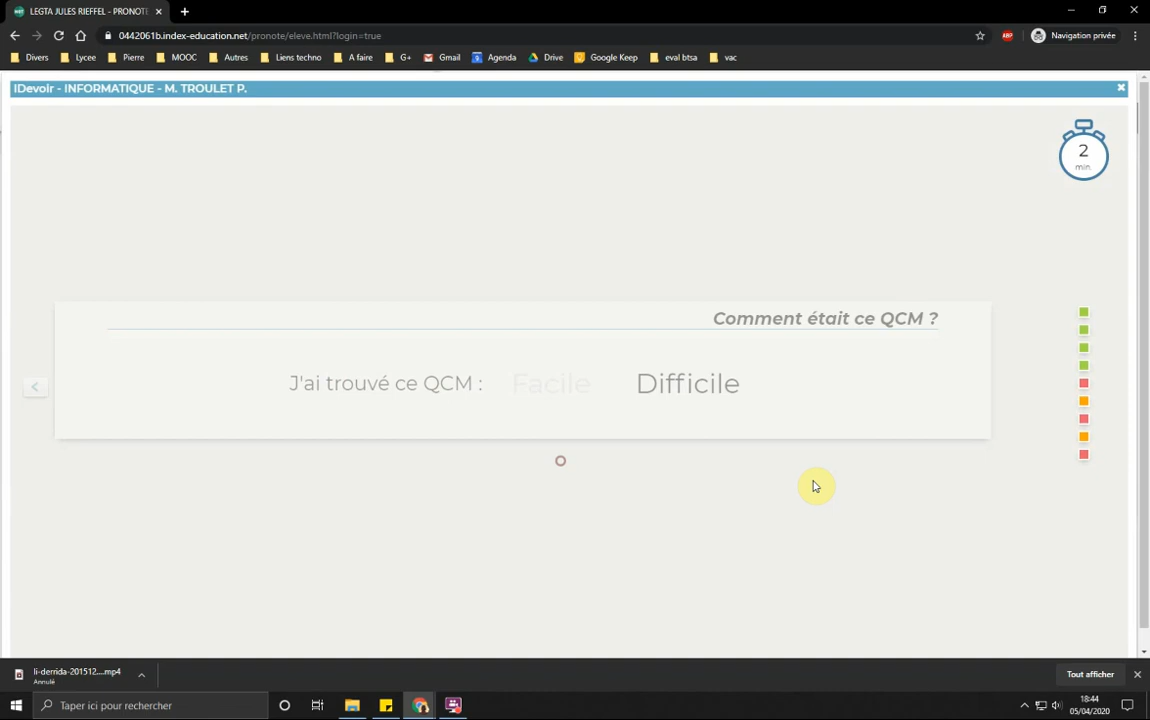 LEGTA JULES RIEFFEL - PRONOTE
0442061b.index-education.net/pronote/eleve.html?login=true
ABP
Navigation privée
Divers Lycee Pierre MOOC Autres Liens techno A faire G+ Gmail Agenda Drive Google Keep eval btsa vac
IDevoir - INFORMATIQUE - M. TROULET P.
2
min.
Comment était ce QCM ?
J'ai trouvé ce QCM : Facile Difficile
li-derrida-201512....mp4
Annulé
Tout afficher
Taper ici pour rechercher
18:44
05/04/2020